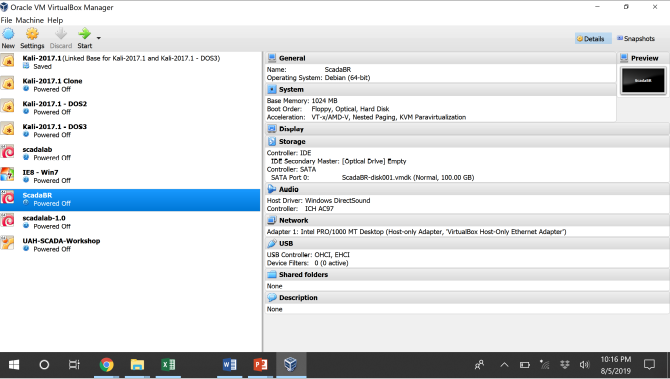 Oracle VM VirtualBox Manager
File Machine Help
New Settings Discard Start
Details Snapshots
Kali-2017.1 (Linked Base for Kali-2017.1 and Kali-2017.1 - DOS3)
Saved
Kali-2017.1 Clone
Powered Off
Kali-2017.1 - DOS2
Powered Off
Kali-2017.1 - DOS3
Powered Off
scadalab
Powered Off
IE8 - Win7
Powered Off
ScadaBR
Powered Off
scadalab-1.0
Powered Off
UAH-SCADA-Workshop
Powered Off
General
Name: ScadaBR
Operating System: Debian (64-bit)
System
Base Memory: 1024 MB
Boot Order: Floppy, Optical, Hard Disk
Acceleration: VT-x/AMD-V, Nested Paging, KVM Paravirtualization
Display
Storage
Controller: IDE
IDE Secondary Master: [Optical Drive] Empty
Controller: SATA
SATA Port 0: ScadaBR-disk001.vmdk (Normal, 100.00 GB)
Audio
Host Driver: Windows DirectSound
Controller: ICH AC97
Network
Adapter 1: Intel PRO/1000 MT Desktop (Host-only Adapter, 'VirtualBox Host-Only Ethernet Adapter')
USB
USB Controller: OHCI, EHCI
Device Filters: 0 (0 active)
Shared folders
None
Description
None
Preview
ScadaBR
10:16 PM
8/5/2019